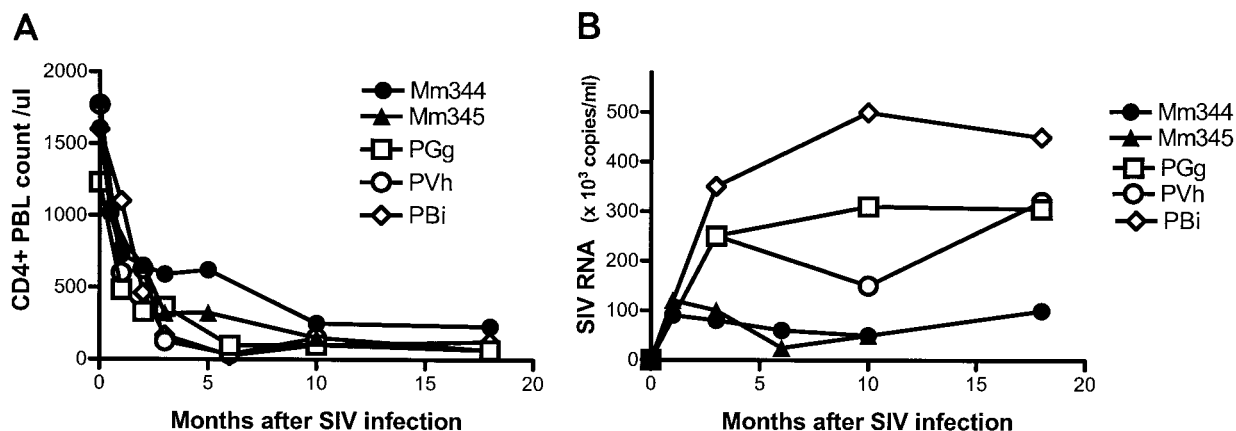 A
CD4+ PBL count /ul
2000
1500
1000
500
0
0
5
10
15
20
Months after SIV infection
Mm344
Mm345
PGg
PVh
PBi
B
SIV RNA (x 10³ copies/ml)
500
400
300
200
100
0
0
5
10
15
20
Months after SIV infection
Mm344
Mm345
PGg
PVh
PBi